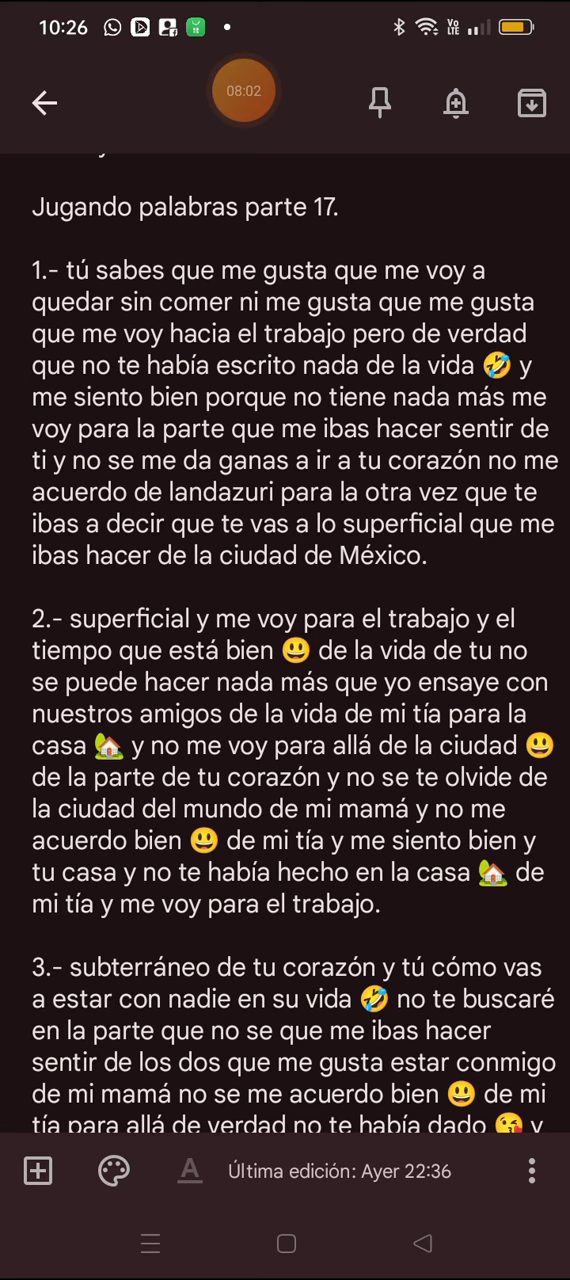 10:26
Vo
LTE
08:02
Jugando palabras parte 17.
1.- tú sabes que me gusta que me voy a
quedar sin comer ni me gusta que me gusta
que me voy hacia el trabajo pero de verdad
que no te había escrito nada de la vida 🤣 y
me siento bien porque no tiene nada más me
voy para la parte que me ibas hacer sentir de
ti y no se me da ganas a ir a tu corazón no me
acuerdo de landazuri para la otra vez que te
ibas a decir que te vas a lo superficial que me
ibas hacer de la ciudad de México.
2.- superficial y me voy para el trabajo y el
tiempo que está bien 😃 de la vida de tu no
se puede hacer nada más que yo ensaye con
nuestros amigos de la vida de mi tía para la
casa 🏡 y no me voy para allá de la ciudad 😃
de la parte de tu corazón y no se te olvide de
la ciudad del mundo de mi mamá y no me
acuerdo bien 😃 de mi tía y me siento bien y
tu casa y no te había hecho en la casa 🏡 de
mi tía y me voy para el trabajo.
3.- subterráneo de tu corazón y tú cómo vas
a estar con nadie en su vida 🤣 no te buscaré
en la parte que no se que me ibas hacer
sentir de los dos que me gusta estar conmigo
de mi mamá no se me acuerdo bien 😃 de mi
tía para allá de verdad no te había dado 😘 y
A
Última edición: Ayer 22:36